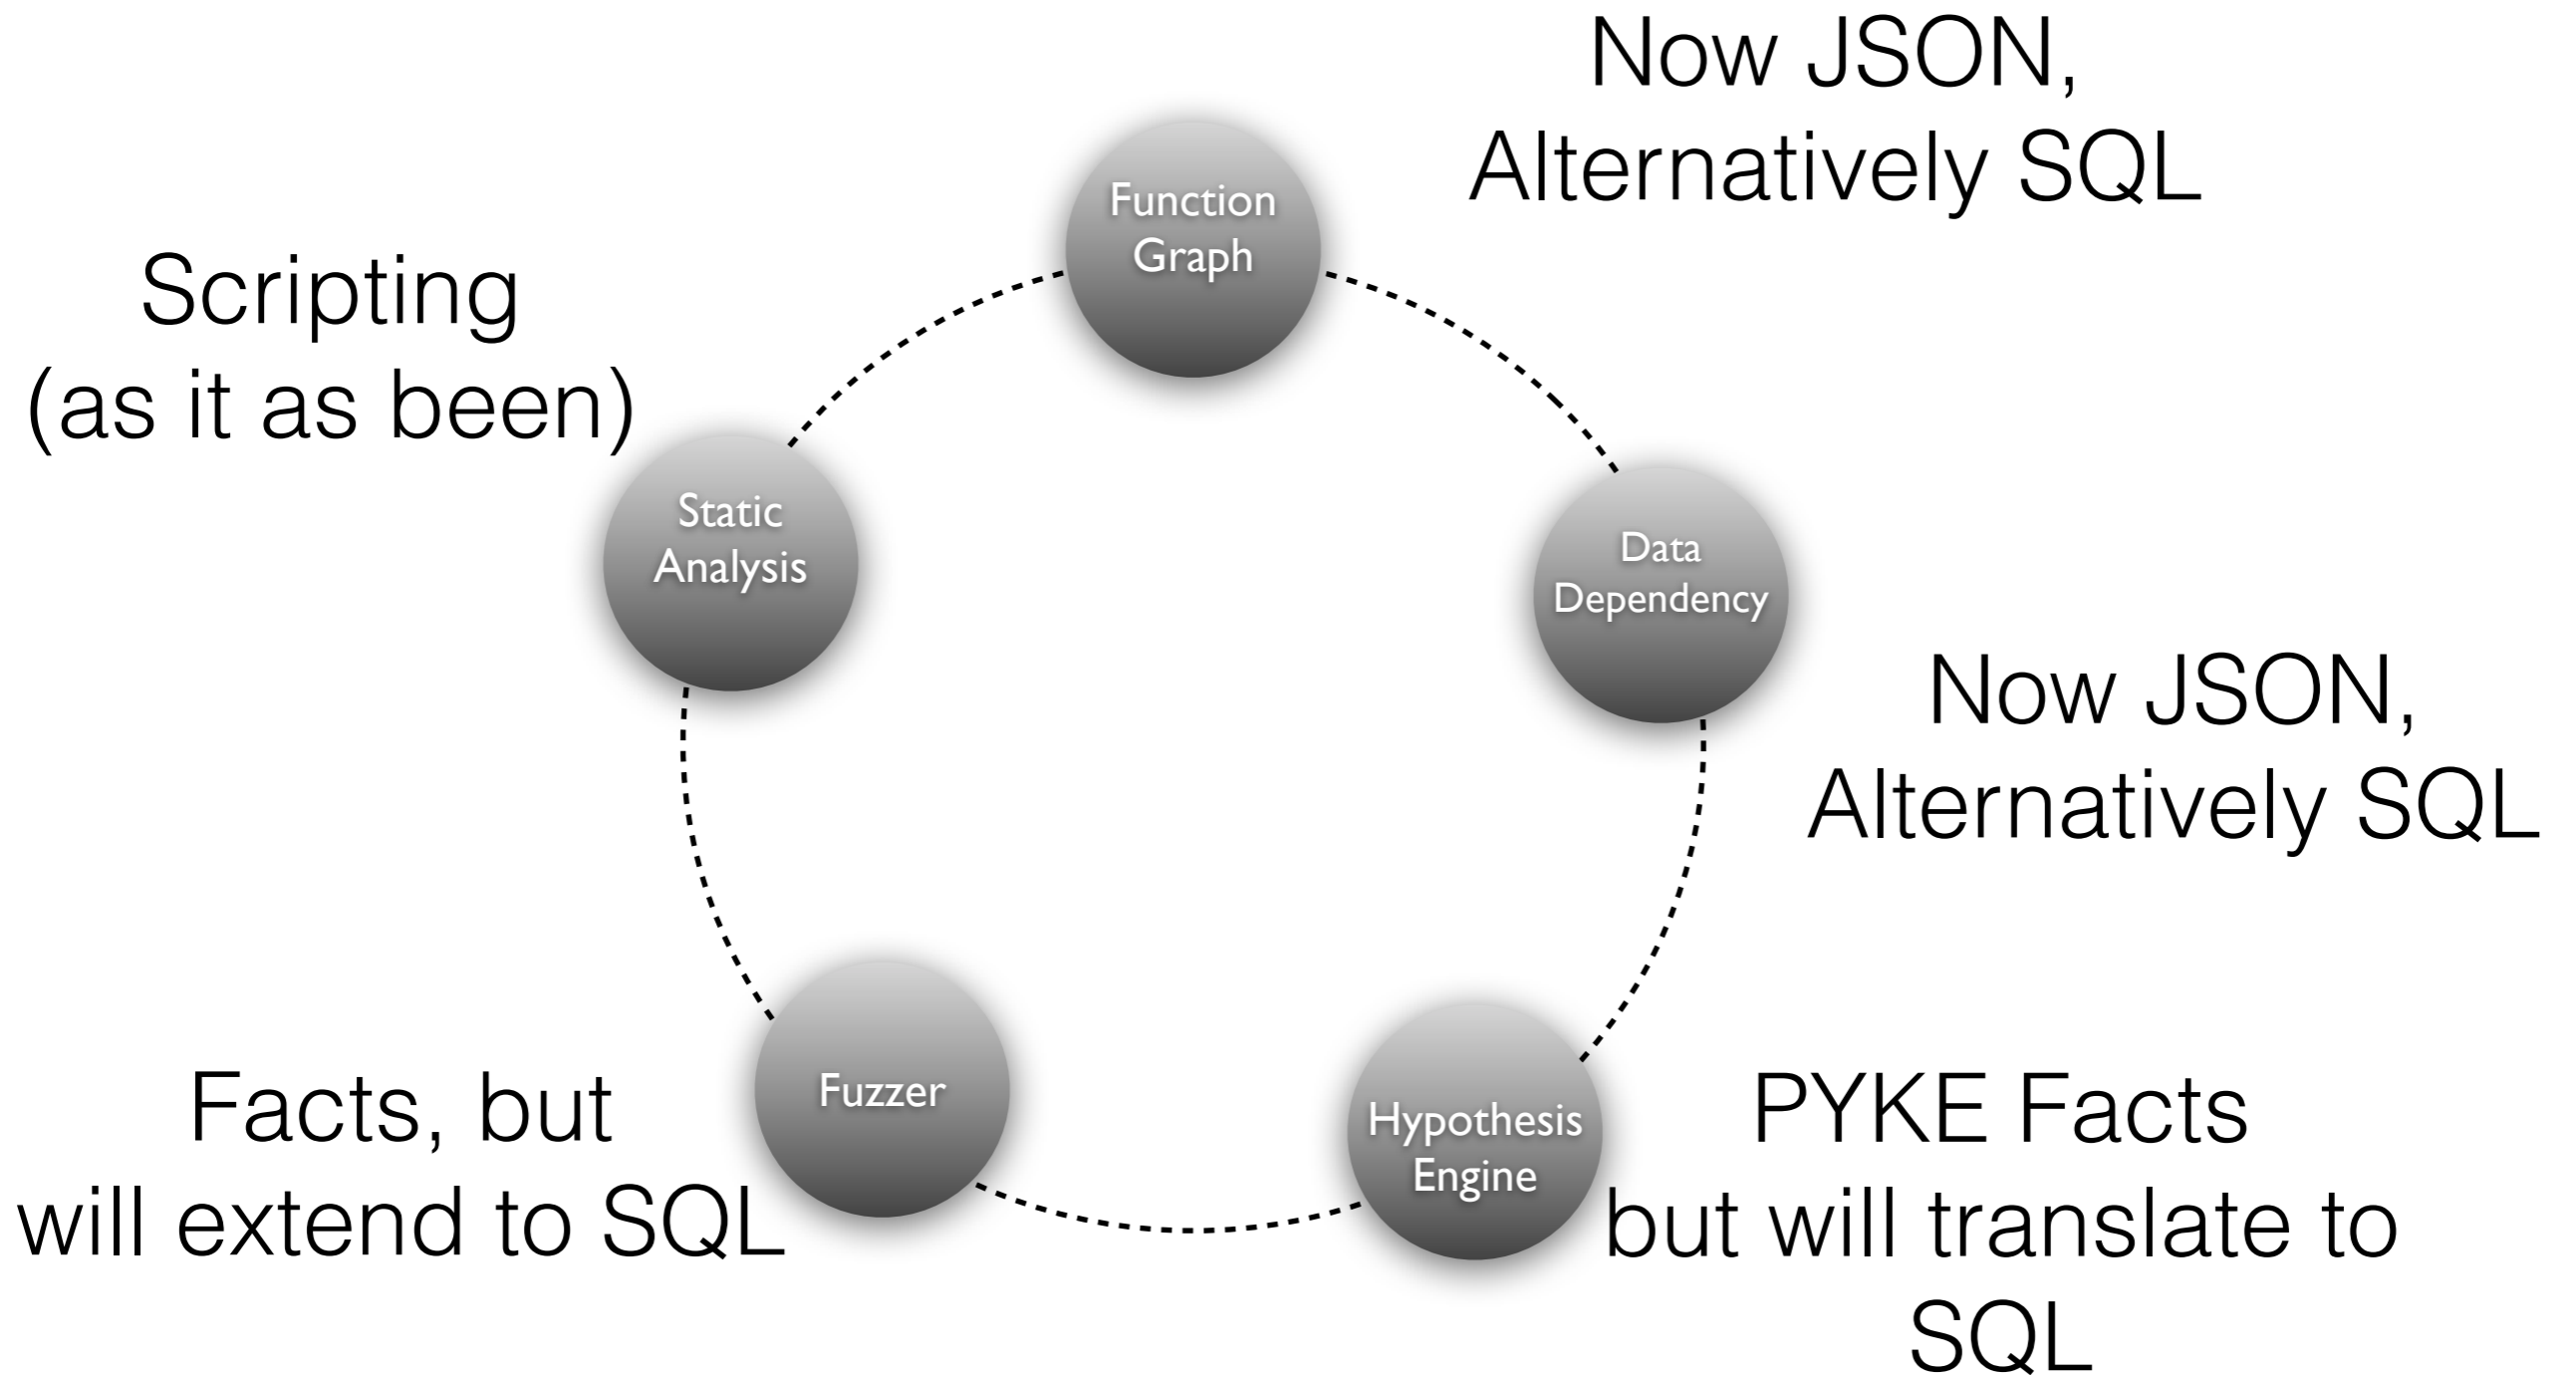 Now JSON,
Alternatively SQL
Function
Graph
Scripting
(as it as been)
Static
Analysis
Data
Dependency
Now JSON,
Alternatively SQL
Fuzzer
Facts, but
will extend to SQL
Hypothesis
Engine
PYKE Facts
but will translate to
SQL